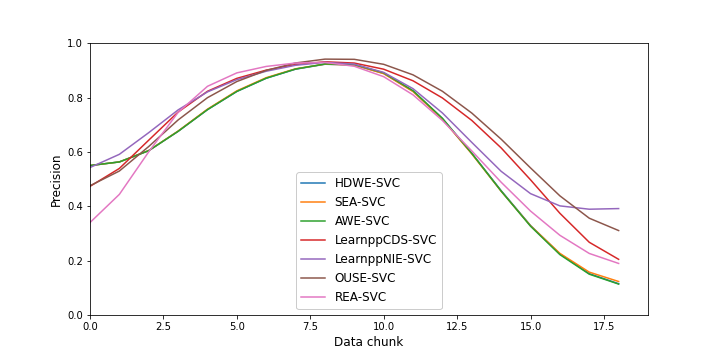 1.0
0.8
0.6
0.4
0.2
0.0
Precision
HDWE-SVC
SEA-SVC
AWE-SVC
LearnppCDS-SVC
LearnppNIE-SVC
OUSE-SVC
REA-SVC
0.0 2.5 5.0 7.5 10.0 12.5 15.0 17.5
Data chunk